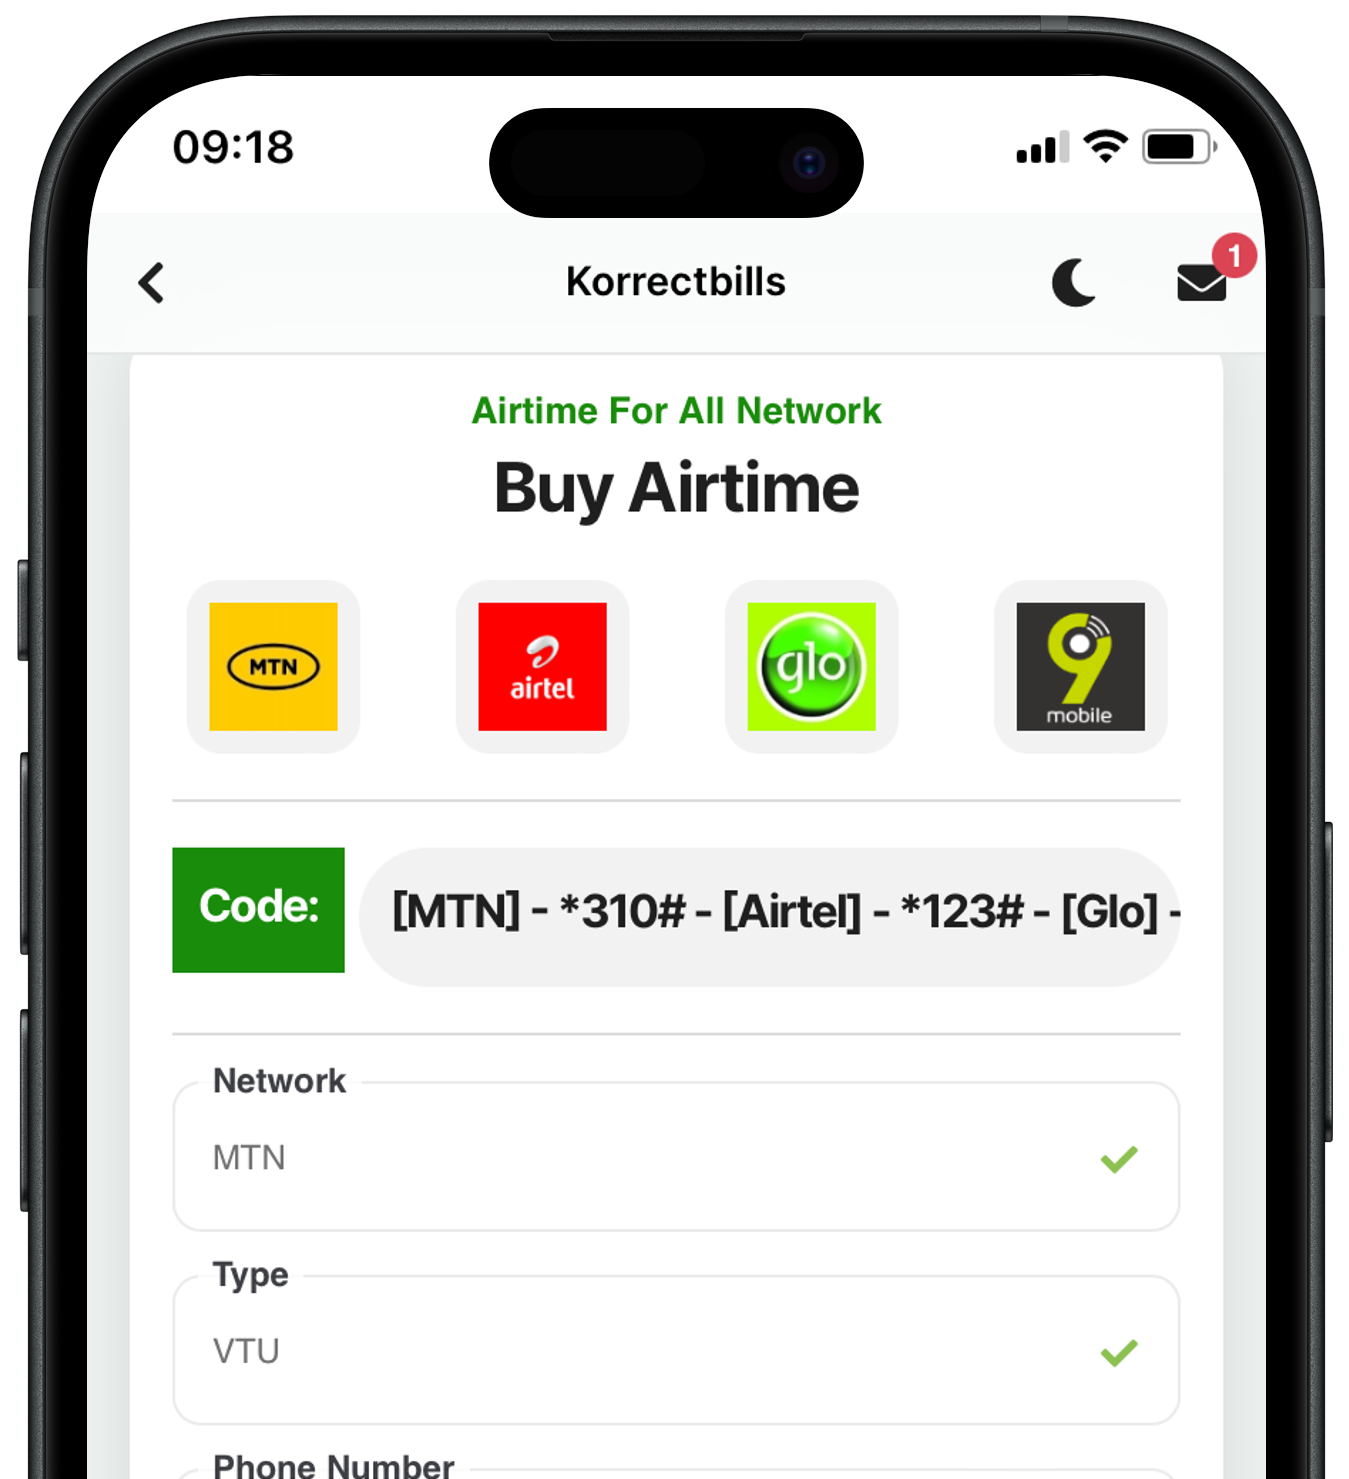 09:18
Korrectbills
1
Airtime For All Network
Buy Airtime
MTN
airtel
glo
9
mobile
Code:
[MTN] - *310# - [Airtel] - *123# - [Glo] -
Network
MTN
Type
VTU
Phone Number